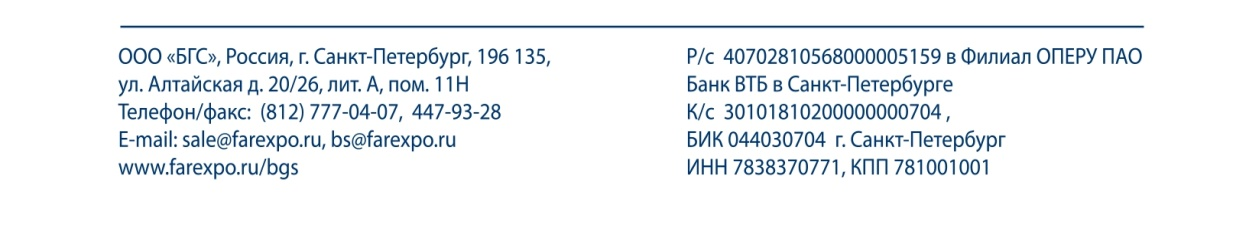 ООО «БГС», Россия, г. Санкт-Петербург, 196 135,
ул. Алтайская д. 20/26, лит. А, пом. 11Н
Телефон/факс: (812) 777-04-07, 447-93-28
E-mail: sale@farexpo.ru, bs@farexpo.ru
www.farexpo.ru/bgs
Р/с 40702810568000005159 в Филиал ОПЕРУ ПАО
Банк ВТБ в Санкт-Петербурге
К/с 30101810200000000704 ,
БИК 044030704 г. Санкт-Петербург
ИНН 7838370771, КПП 781001001